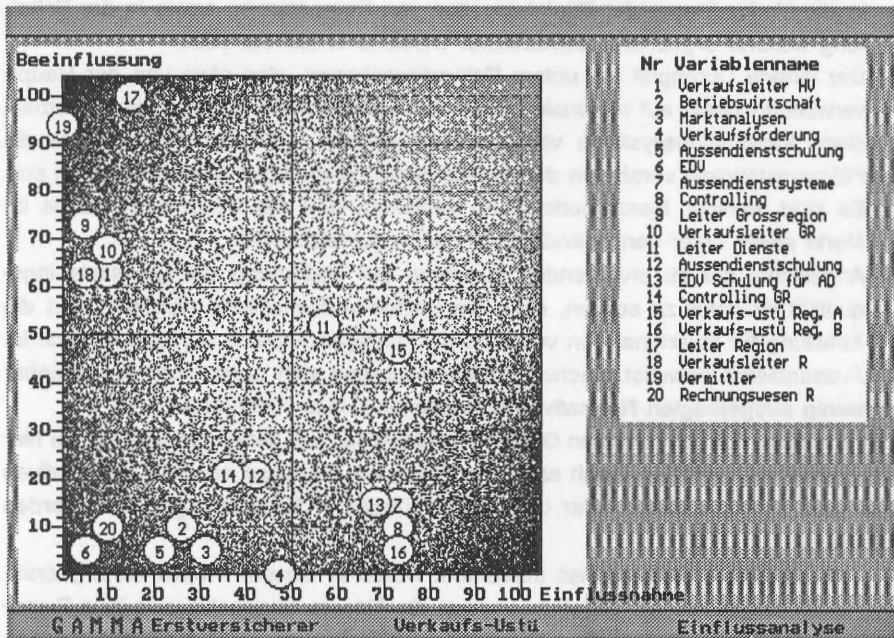 Beeinflussung
100
90
80
70
60
50
40
30
20
10
0
10 20 30 40 50 60 70 80 90 100
Einflussnahme
17
19
9
10
18 1
11
15
14 12
13 7
8
20 2
6 5 3 16
4
Nr Variablenname
1 Verkaufsleiter HV
2 Betriebswirtschaft
3 Marktanalysen
4 Verkaufsförderung
5 Aussendienstschulung
6 EDV
7 Aussendienstsysteme
8 Controlling
9 Leiter Grossregion
10 Verkaufsleiter GR
11 Leiter Dienste
12 Aussendienstschulung
13 EDV Schulung für AD
14 Controlling GR
15 Verkaufs-ustü Reg.
16 Verkaufs-ustü Reg. B
17 Leiter Region
18 Verkaufsleiter R
19 Vermittler
20 Rechnungswesen R
G A M M A Erstversicherer Verkaufs-Ustü Einflussanalyse